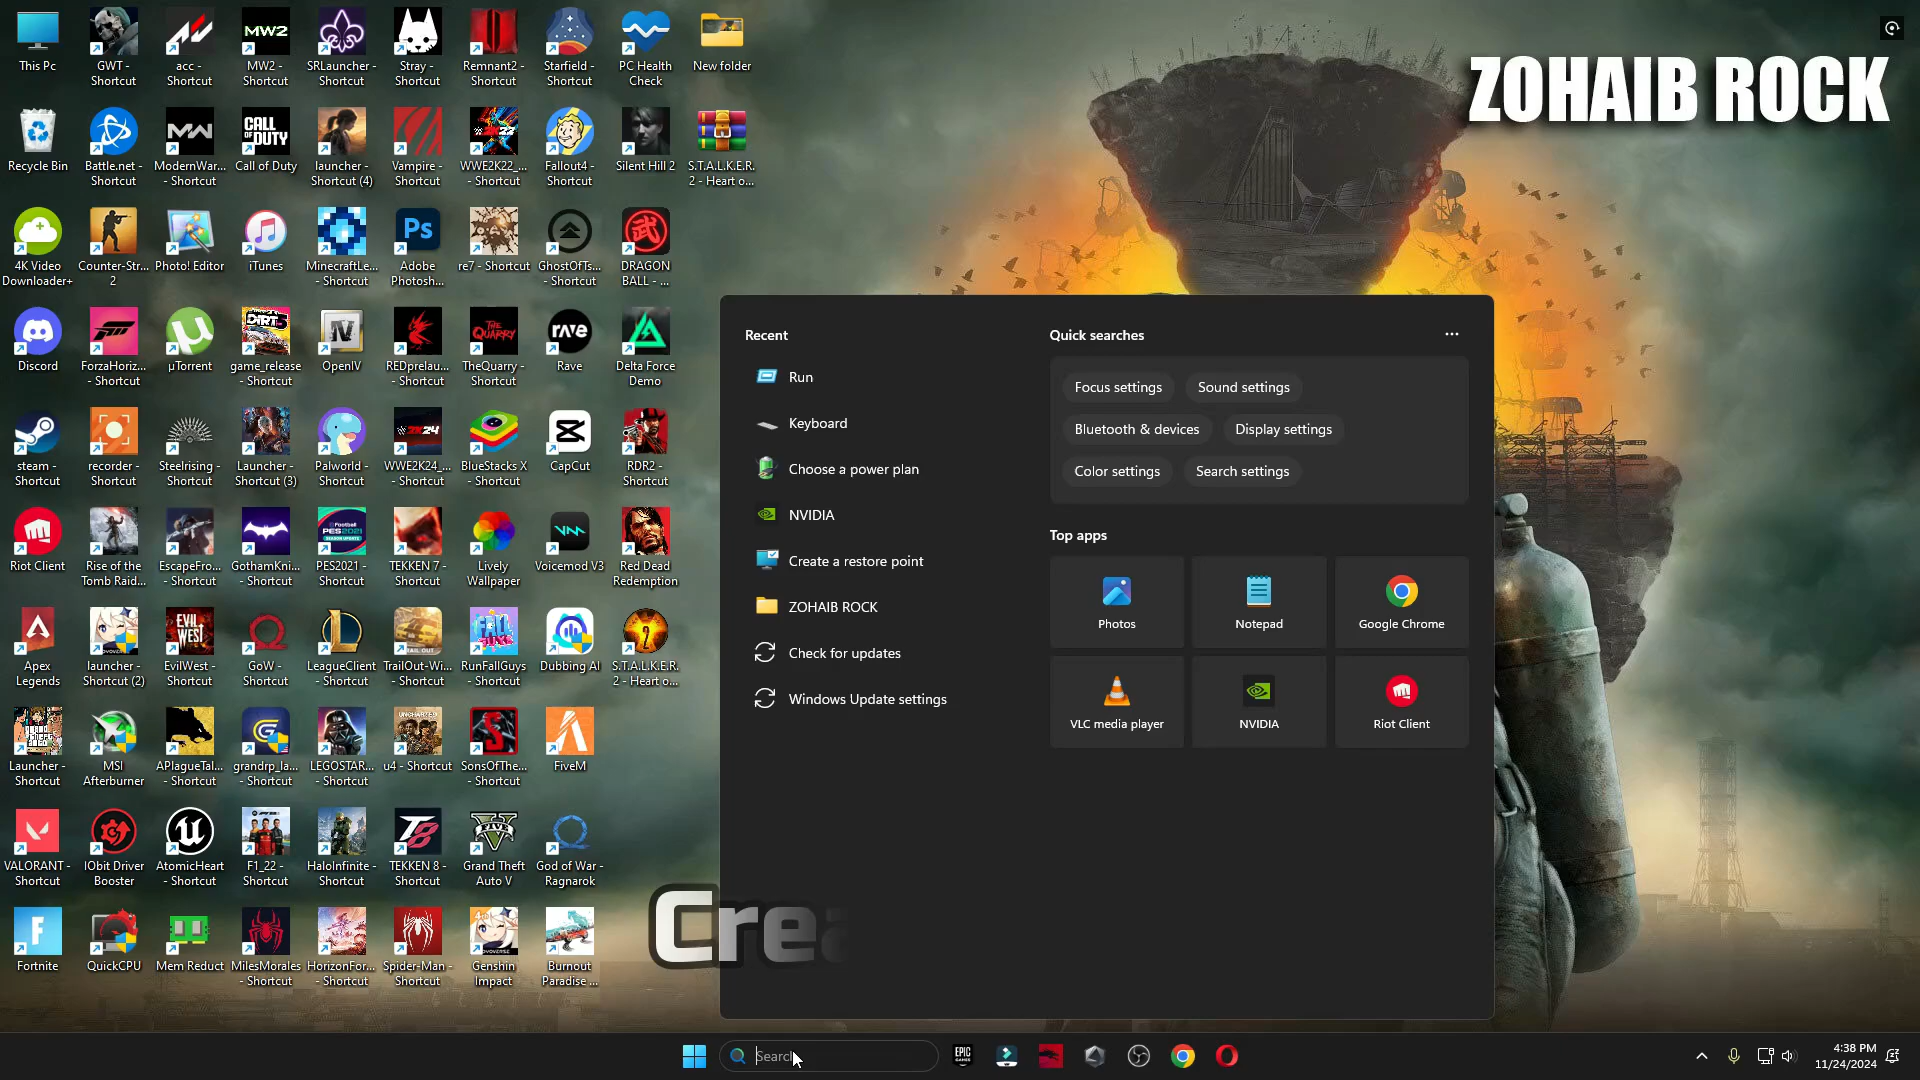 ZOHAIB ROCK
This Pc
GWT - Shortcut
acc - Shortcut
MW2 - Shortcut
SRLauncher - Shortcut
Stray - Shortcut
Remnant2 - Shortcut
Starfield - Shortcut
PC Health Check
New folder
Recycle Bin
Battle.net - Shortcut
ModernWar... - Shortcut
Call of Duty
launcher - Shortcut (4)
Vampire - Shortcut
WWE2K22_... - Shortcut
Fallout4 - Shortcut
Silent Hill 2
S.T.A.L.K.E.R. 2 - Heart o...
4K Video Downloader+
Counter-Str... 2
Photo! Editor
iTunes
MinecraftLe... - Shortcut
Adobe Photosh...
re7 - Shortcut
GhostOfTs... - Shortcut
DRAGON BALL - ...
Discord
ForzaHoriz... - Shortcut
µTorrent
game_release - Shortcut
OpenIV
REDprelau... - Shortcut
TheQuarry - Shortcut
Rave
Delta Force Demo
steam - Shortcut
recorder - Shortcut
Steelrising - Shortcut
Launcher - Shortcut (3)
Palworld - Shortcut
WWE2K24_... - Shortcut
BlueStacks X - Shortcut
CapCut
RDR2 - Shortcut
Riot Client
Rise of the Tomb Raid...
EscapeFro... - Shortcut
GothamKni... - Shortcut
PES2021 - Shortcut
TEKKEN 7 - Shortcut
Lively Wallpaper
Voicemod V3
Red Dead Redemption
Apex Legends
launcher - Shortcut (2)
EvilWest - Shortcut
GoW - Shortcut
LeagueClient - Shortcut
TrailOut-Wi... - Shortcut
RunFallGuys - Shortcut
Dubbing AI
S.T.A.L.K.E.R. 2 - Heart o...
Launcher - Shortcut
MSI Afterburner
APlagueTal... - Shortcut
grandrp_la... - Shortcut
LEGOSTAR... - Shortcut
u4 - Shortcut
SonsOfThe... - Shortcut
FiveM
VALORANT - Shortcut
IObit Driver Booster
AtomicHeart - Shortcut
F1_22 - Shortcut
HaloInfinite - Shortcut
TEKKEN 8 - Shortcut
Grand Theft Auto V
God of War - Ragnarok
Fortnite
QuickCPU
Mem Reduct
MilesMorales - Shortcut
HorizonFor... - Shortcut
Spider-Man - Shortcut
Genshin Impact
Burnout Paradise ...
Recent
Run
Keyboard
Choose a power plan
NVIDIA
Create a restore point
ZOHAIB ROCK
Check for updates
Windows Update settings
Quick searches
Focus settings
Sound settings
Bluetooth & devices
Display settings
Color settings
Search settings
Top apps
Photos
Notepad
Google Chrome
VLC media player
NVIDIA
Riot Client
Crea
Search
4:38 PM
11/24/2024